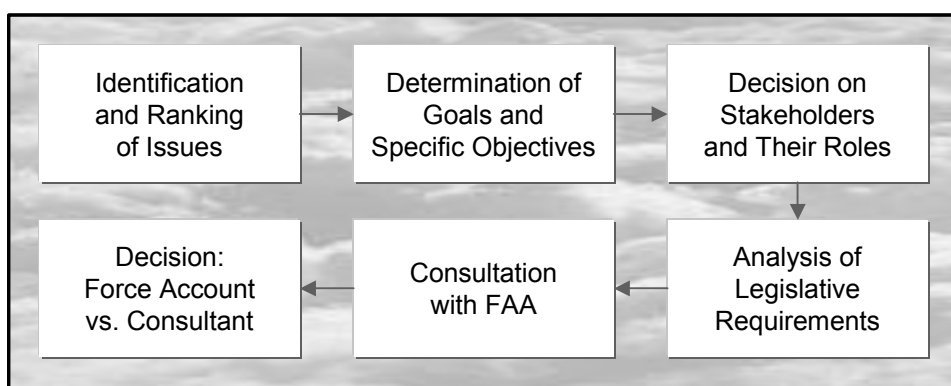 Identification
and Ranking
of Issues
Determination of
Goals and
Specific Objectives
Decision on
Stakeholders
and Their Roles
Analysis of
Legislative
Requirements
Consultation
with FAA
Decision:
Force Account
vs. Consultant